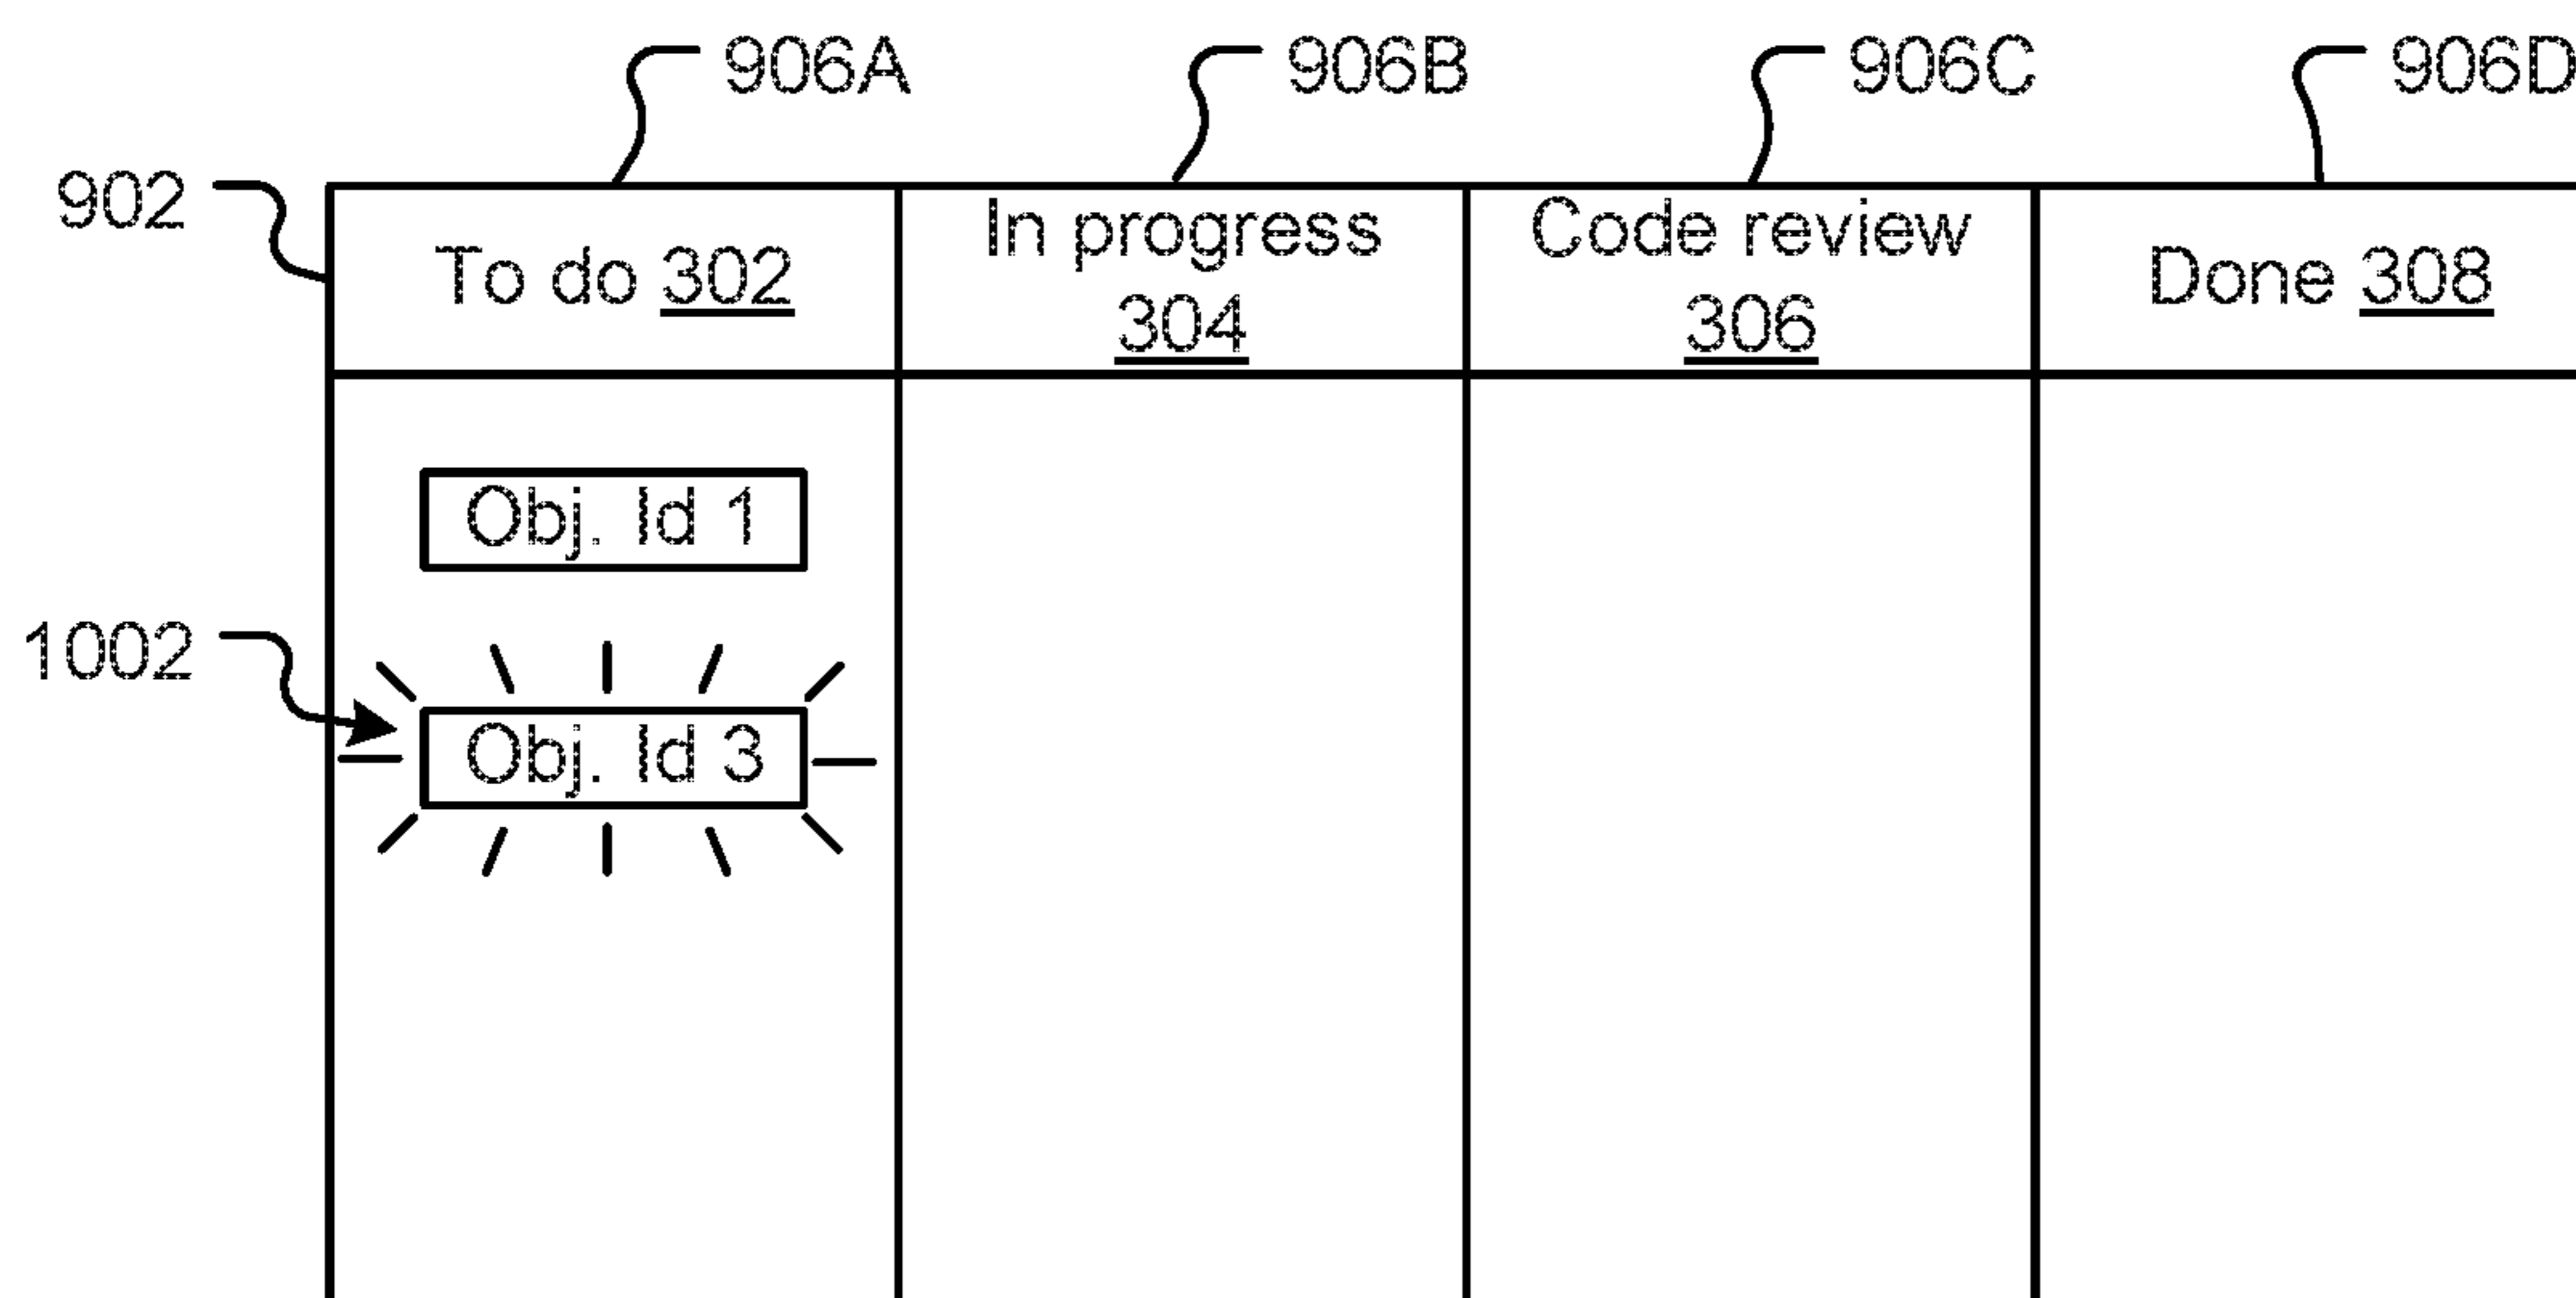 906A
906B
906C
906D
902
To do 302
In progress
304
Code review
306
Done 308
Obj. Id 1
1002
Obj. Id 3